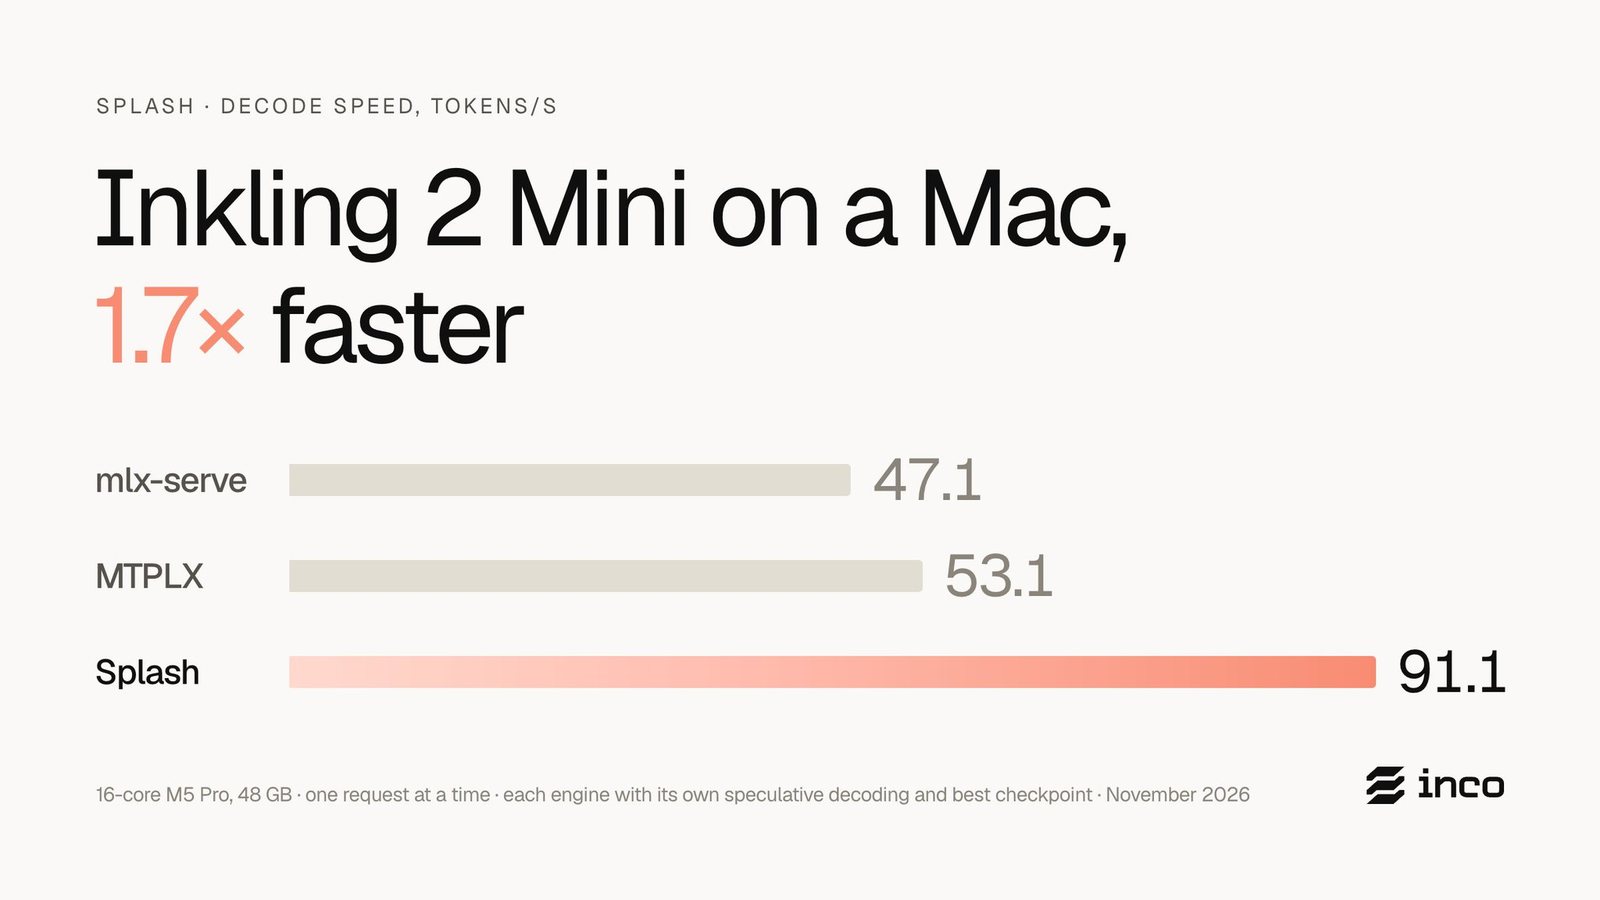 SPLASH · DECODE SPEED, TOKENS/S
Inkling 2 Mini on a Mac,
1.7× faster
mlx-serve 47.1
MTPLX 53.1
Splash 91.1
16-core M5 Pro, 48 GB · one request at a time · each engine with its own speculative decoding and best checkpoint · November 2026
inco